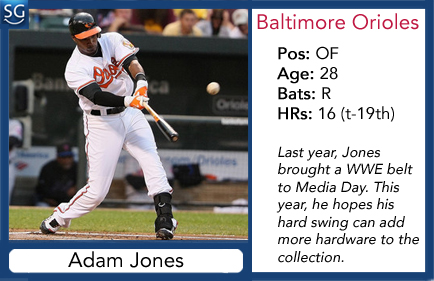 SG
Baltimore Orioles
Pos: OF
Age: 28
Bats: R
HRs: 16 (t-19th)
Last year, Jones
brought a WWE belt
to Media Day. This
year, he hopes his
hard swing can add
more hardware to the
collection.
Orioles
Adam Jones